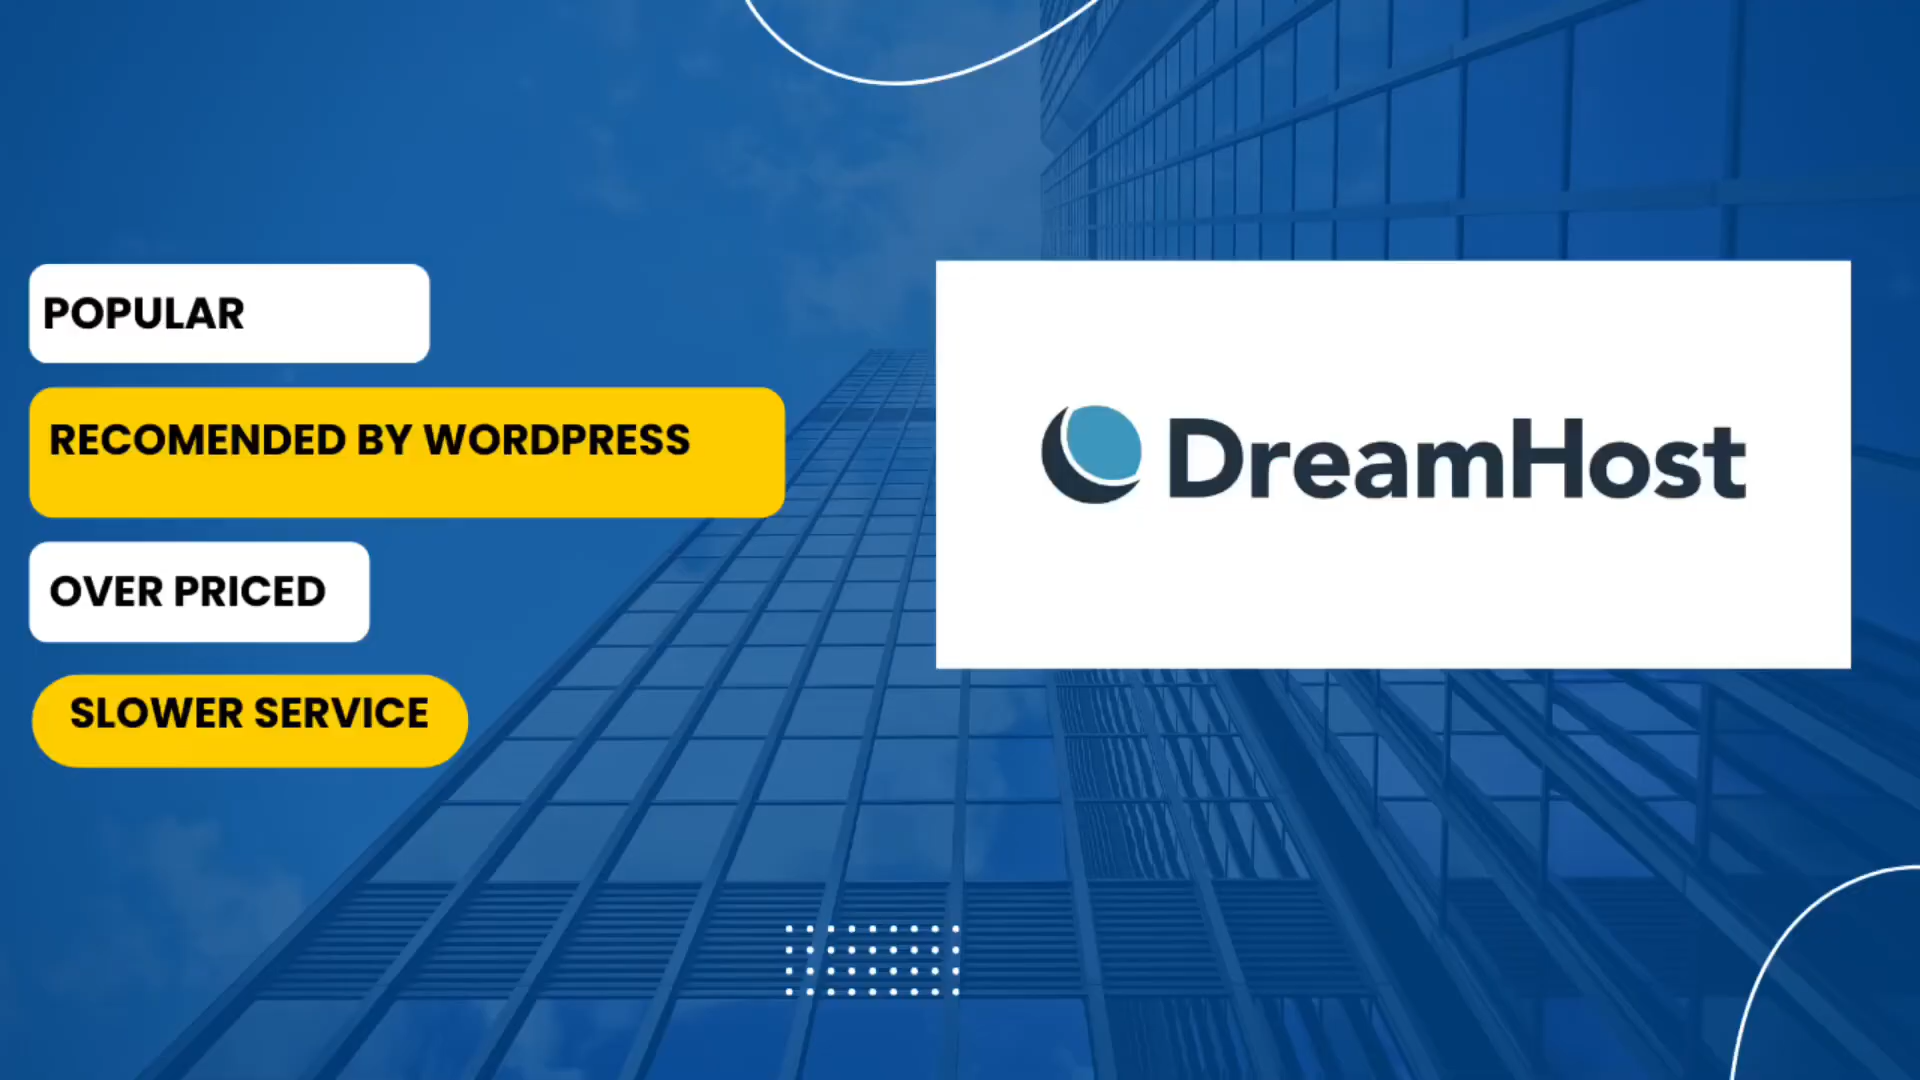 POPULAR
RECOMENDED BY WORDPRESS
OVER PRICED
SLOWER SERVICE
DreamHost